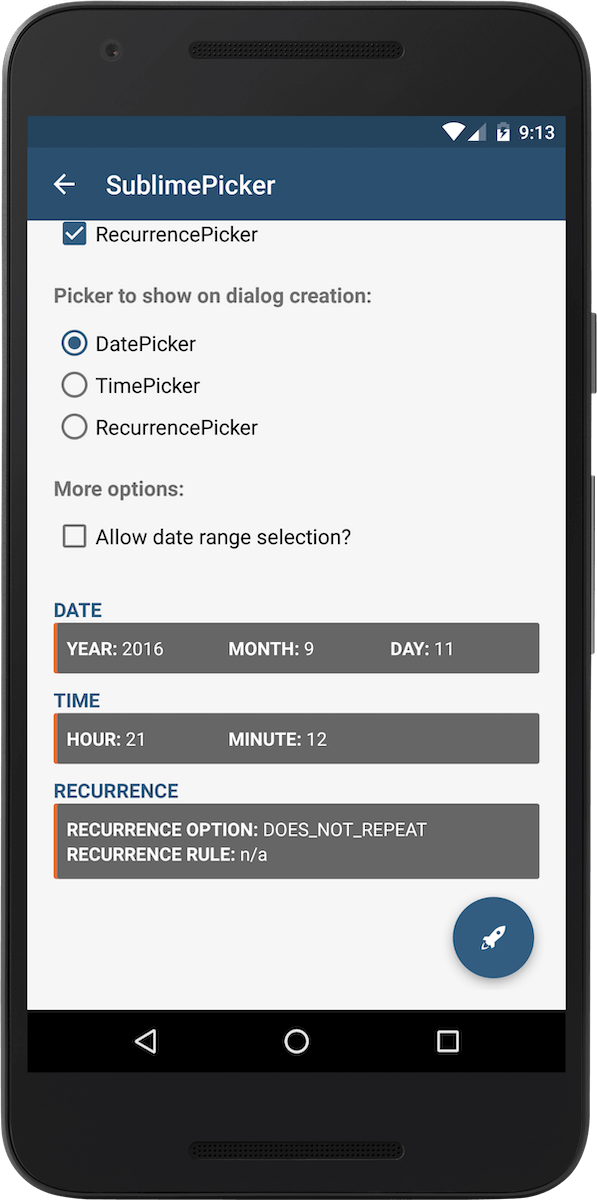 9:13
SublimePicker
RecurrencePicker
Picker to show on dialog creation:
DatePicker
TimePicker
RecurrencePicker
More options:
Allow date range selection?
DATE
YEAR: 2016 MONTH: 9 DAY: 11
TIME
HOUR: 21 MINUTE: 12
RECURRENCE
RECURRENCE OPTION: DOES_NOT_REPEAT
RECURRENCE RULE: n/a